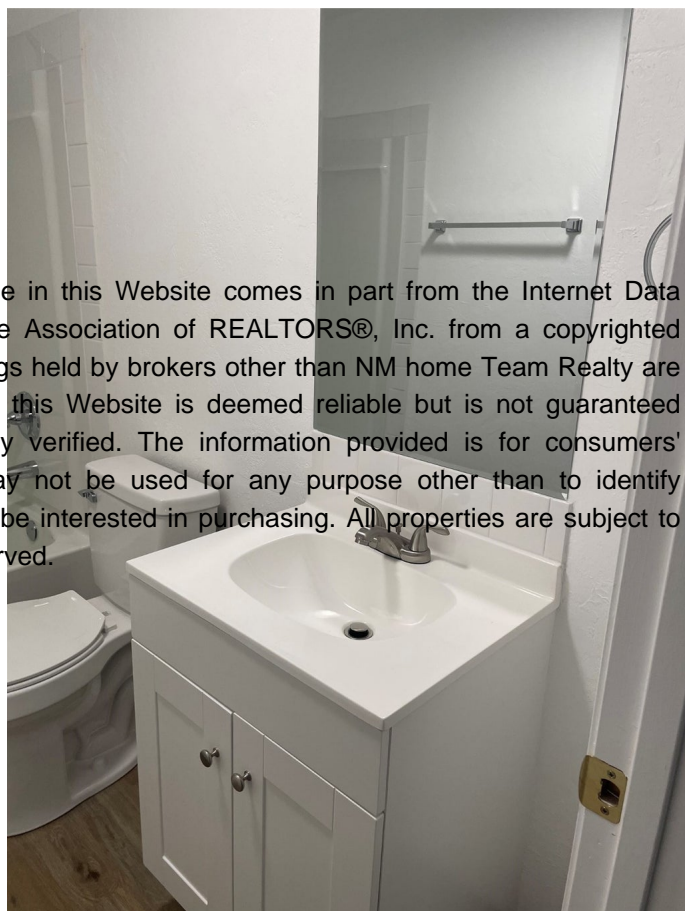 e in this Website comes in part from the Internet Data
e Association of REALTORS®, Inc. from a copyrighted
gs held by brokers other than NM home Team Realty are
this Website is deemed reliable but is not guaranteed
y verified. The information provided is for consumers'
ay not be used for any purpose other than to identify
be interested in purchasing. All properties are subject to
rved.